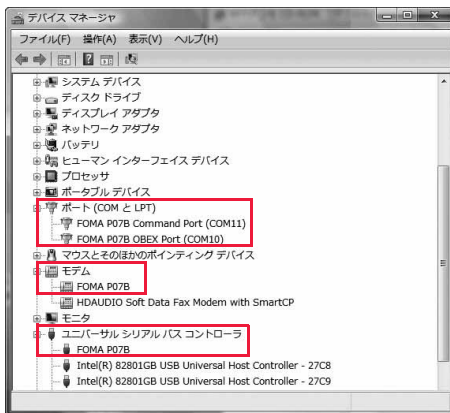 デバイス マネージャ
ファイル(F) 操作(A) 表示(V) ヘルプ(H)
システム デバイス
ディスク ドライブ
ディスプレイ アダプタ
ネットワーク アダプタ
バッテリ
ヒューマン インターフェイス デバイス
プロセッサ
ポータブル デバイス
ポート (COM と LPT)
FOMA P07B Command Port (COM11)
FOMA P07B OBEX Port (COM10)
マウスとそのほかのポインティング デバイス
モデム
FOMA P07B
HDAUDIO Soft Data Fax Modem with SmartCP
モニタ
ユニバーサル シリアル バス コントローラ
FOMA P07B
Intel(R) 82801GB USB Universal Host Controller - 27C8
Intel(R) 82801GB USB Universal Host Controller - 27C9